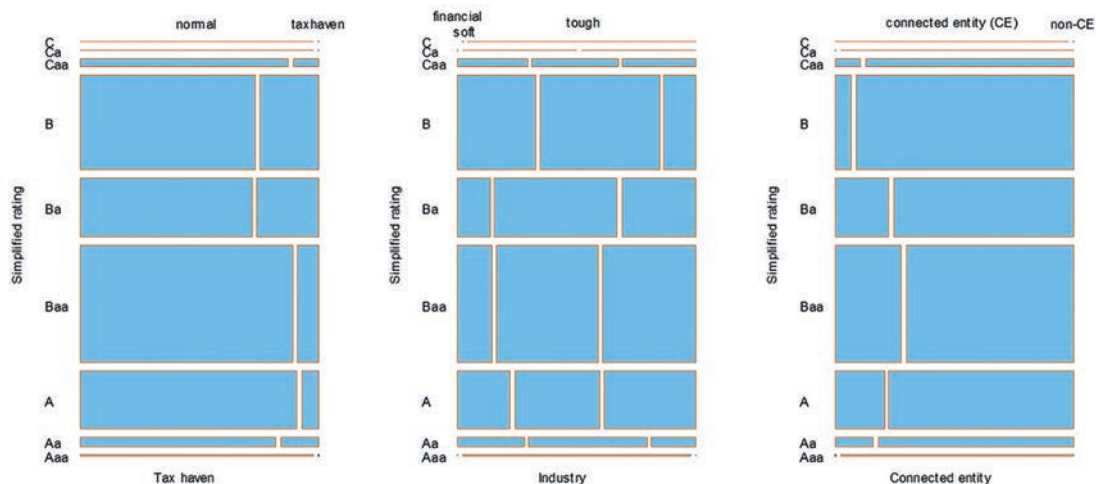 normal taxhaven
C
Ca
Caa
B
Ba
Baa
A
Aa
Aaa
Simplified rating
Tax haven
financial tough
soft
C
Ca
Caa
B
Ba
Baa
A
Aa
Aaa
Simplified rating
Industry
connected entity (CE) non-CE
C
Ca
Caa
B
Ba
Baa
A
Aa
Aaa
Simplified rating
Connected entity